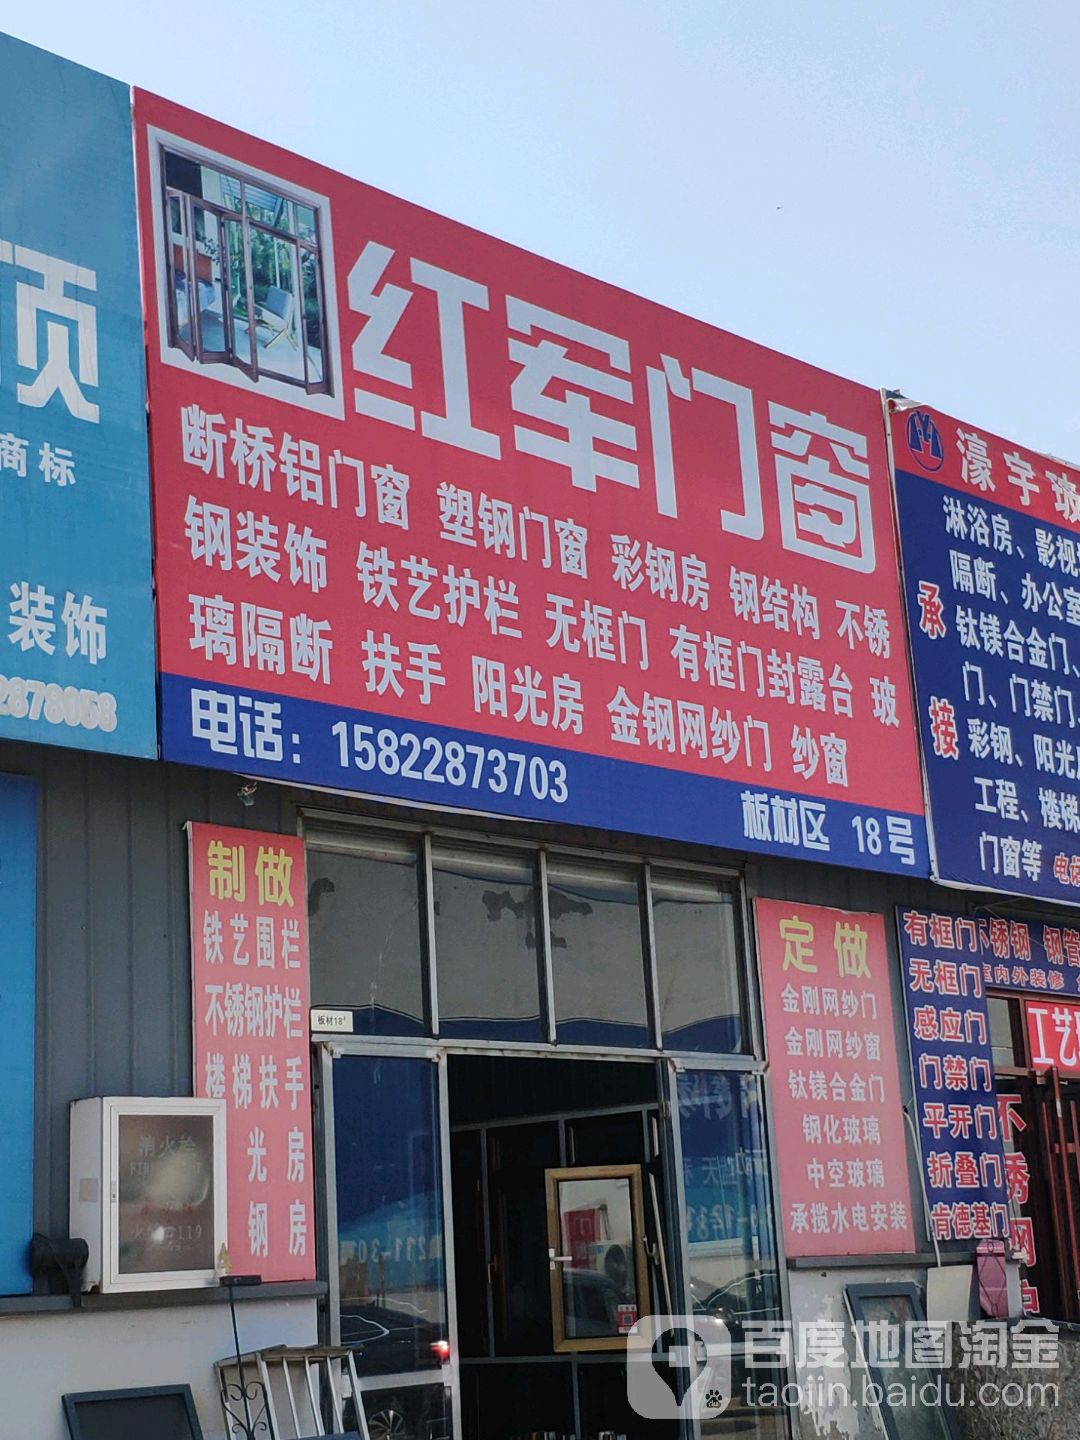 顶
商标
装饰
2878058
红军门窗
断桥铝门窗 塑钢门窗 彩钢房 钢结构 不锈
钢装饰 铁艺护栏 无框门 有框门封露台 玻
璃隔断 扶手 阳光房 金钢网纱门 纱窗
电话：15822873703 板材区 18号
濠宇玻
承接
淋浴房、影视
隔断、办公室
钛镁合金门、
门、门禁门
彩钢、阳光
工程、楼梯
门窗等
制做
铁艺围栏
不锈钢护栏
楼梯扶手
光房
钢房
板材18#
消火栓
119
定做
金刚网纱门
金刚网纱窗
钛镁合金门
钢化玻璃
中空玻璃
承揽水电安装
有框门
无框门
感应门
门禁门
平开门
折叠门
肯德基门
不锈钢 钢管
室内外装修
工艺
百度地图淘金
taojin.baidu.com